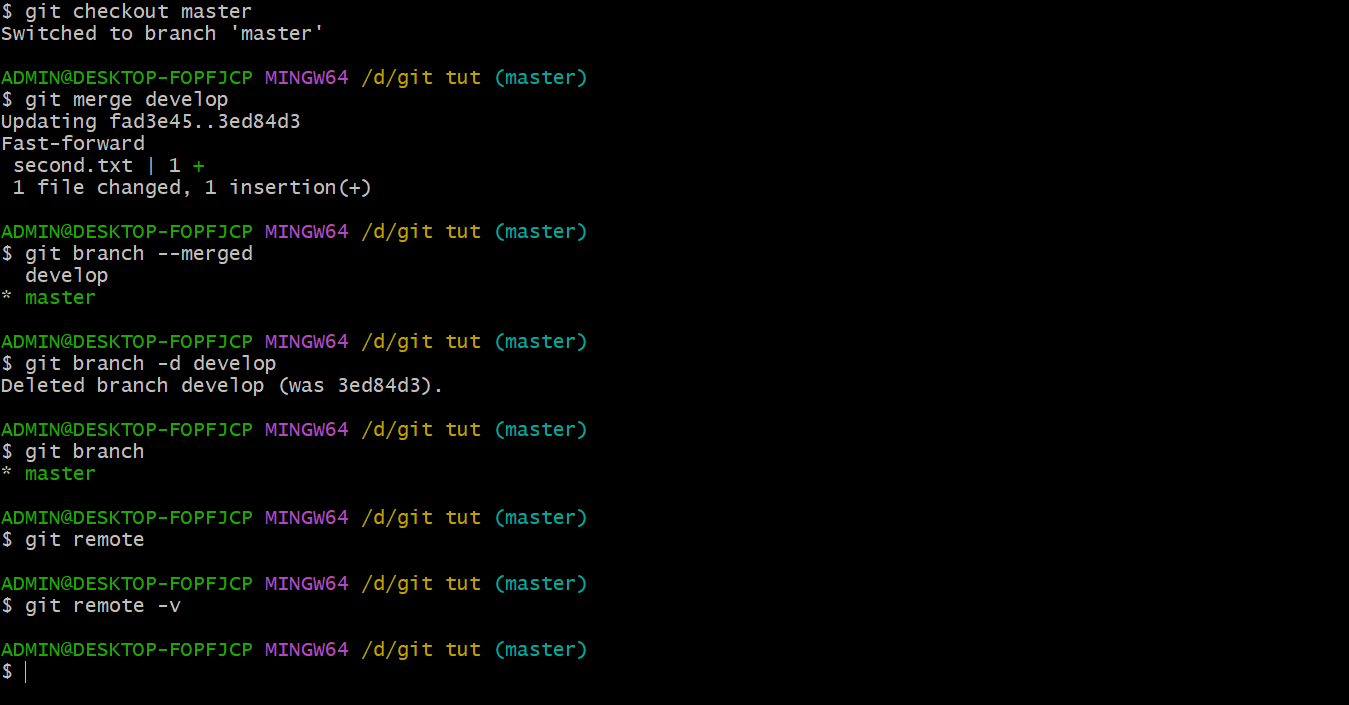 $ git checkout master
Switched to branch 'master'
ADMIN@DESKTOP-FOPFJCP MINGW64 /d/git tut (master)
$ git merge develop
Updating fad3e45..3ed84d3
Fast-forward
 second.txt | 1 +
 1 file changed, 1 insertion(+)
ADMIN@DESKTOP-FOPFJCP MINGW64 /d/git tut (master)
$ git branch --merged
  develop
* master
ADMIN@DESKTOP-FOPFJCP MINGW64 /d/git tut (master)
$ git branch -d develop
Deleted branch develop (was 3ed84d3).
ADMIN@DESKTOP-FOPFJCP MINGW64 /d/git tut (master)
$ git branch
* master
ADMIN@DESKTOP-FOPFJCP MINGW64 /d/git tut (master)
$ git remote
ADMIN@DESKTOP-FOPFJCP MINGW64 /d/git tut (master)
$ git remote -v
ADMIN@DESKTOP-FOPFJCP MINGW64 /d/git tut (master)
$